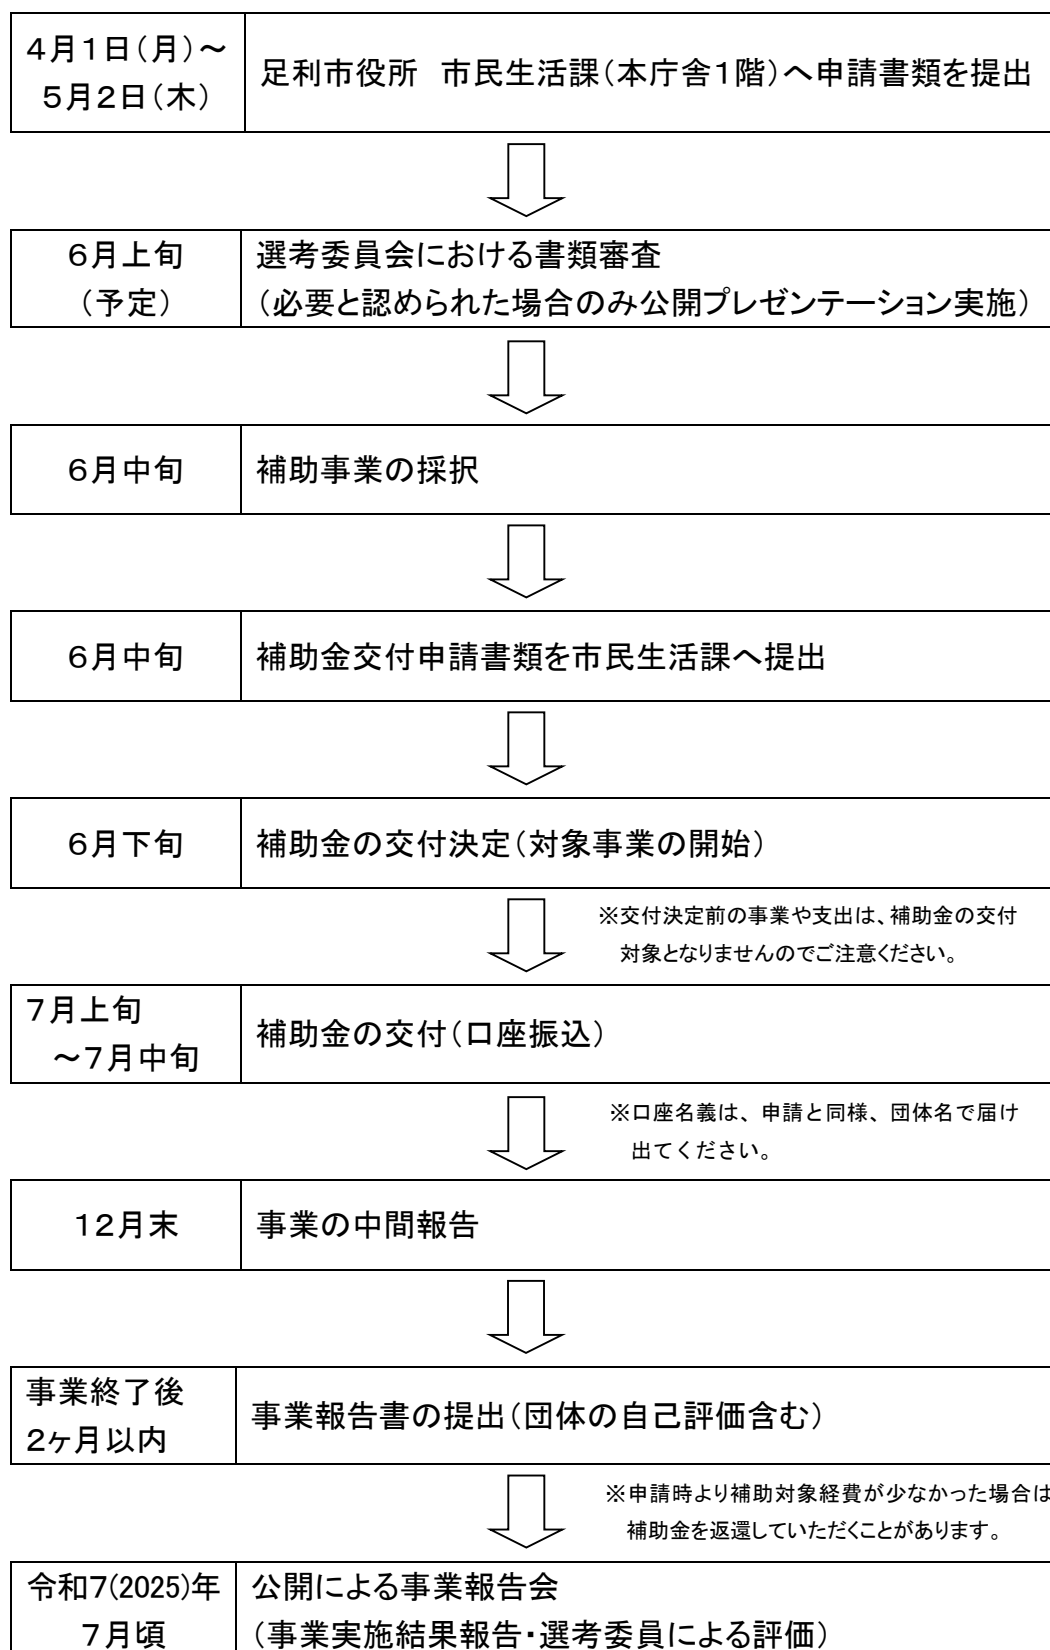 4月1日(月)~
5月2日(木)
足利市役所 市民生活課(本庁舎1階)へ申請書類を提出
6月上旬
(予定)
選考委員会における書類審査
(必要と認められた場合のみ公開プレゼンテーション実施)
6月中旬
補助事業の採択
6月中旬
補助金交付申請書類を市民生活課へ提出
6月下旬
補助金の交付決定(対象事業の開始)
※交付決定前の事業や支出は、補助金の交付
対象となりませんのでご注意ください。
7月上旬
~7月中旬
補助金の交付(口座振込)
※口座名義は、申請と同様、団体名で届け
出てください。
12月末
事業の中間報告
事業終了後
2ヶ月以内
事業報告書の提出(団体の自己評価含む)
※申請時より補助対象経費が少なかった場合は
補助金を返還していただくことがあります。
令和7(2025)年
7月頃
公開による事業報告会
(事業実施結果報告・選考委員による評価)